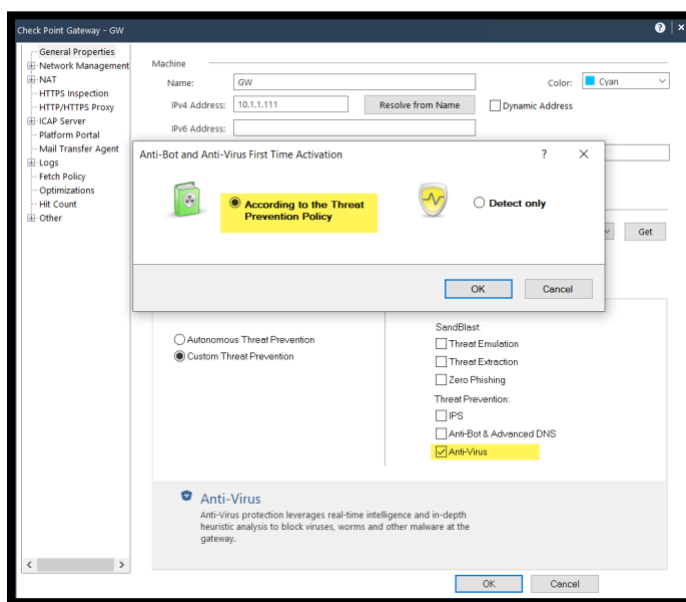 Check Point Gateway - GW
General Properties
Network Management
NAT
HTTPS Inspection
HTTP/HTTPS Proxy
ICAP Server
Platform Portal
Mail Transfer Agent
Logs
Fetch Policy
Optimizations
Hit Count
Other
Machine
Name: GW Color: Cyan
IPv4 Address: 10.1.1.111 Resolve from Name Dynamic Address
IPv6 Address:
Anti-Bot and Anti-Virus First Time Activation ?
According to the Threat
Prevention Policy
Detect only
OK Cancel
Get
Autonomous Threat Prevention
Custom Threat Prevention
SandBlast:
Threat Emulation
Threat Extraction
Zero Phishing
Threat Prevention:
IPS
Anti-Bot & Advanced DNS
Anti-Virus
Anti-Virus
Anti-Virus protection leverages real-time intelligence and in-depth
heuristic analysis to block viruses, worms and other malware at the
gateway.
OK Cancel